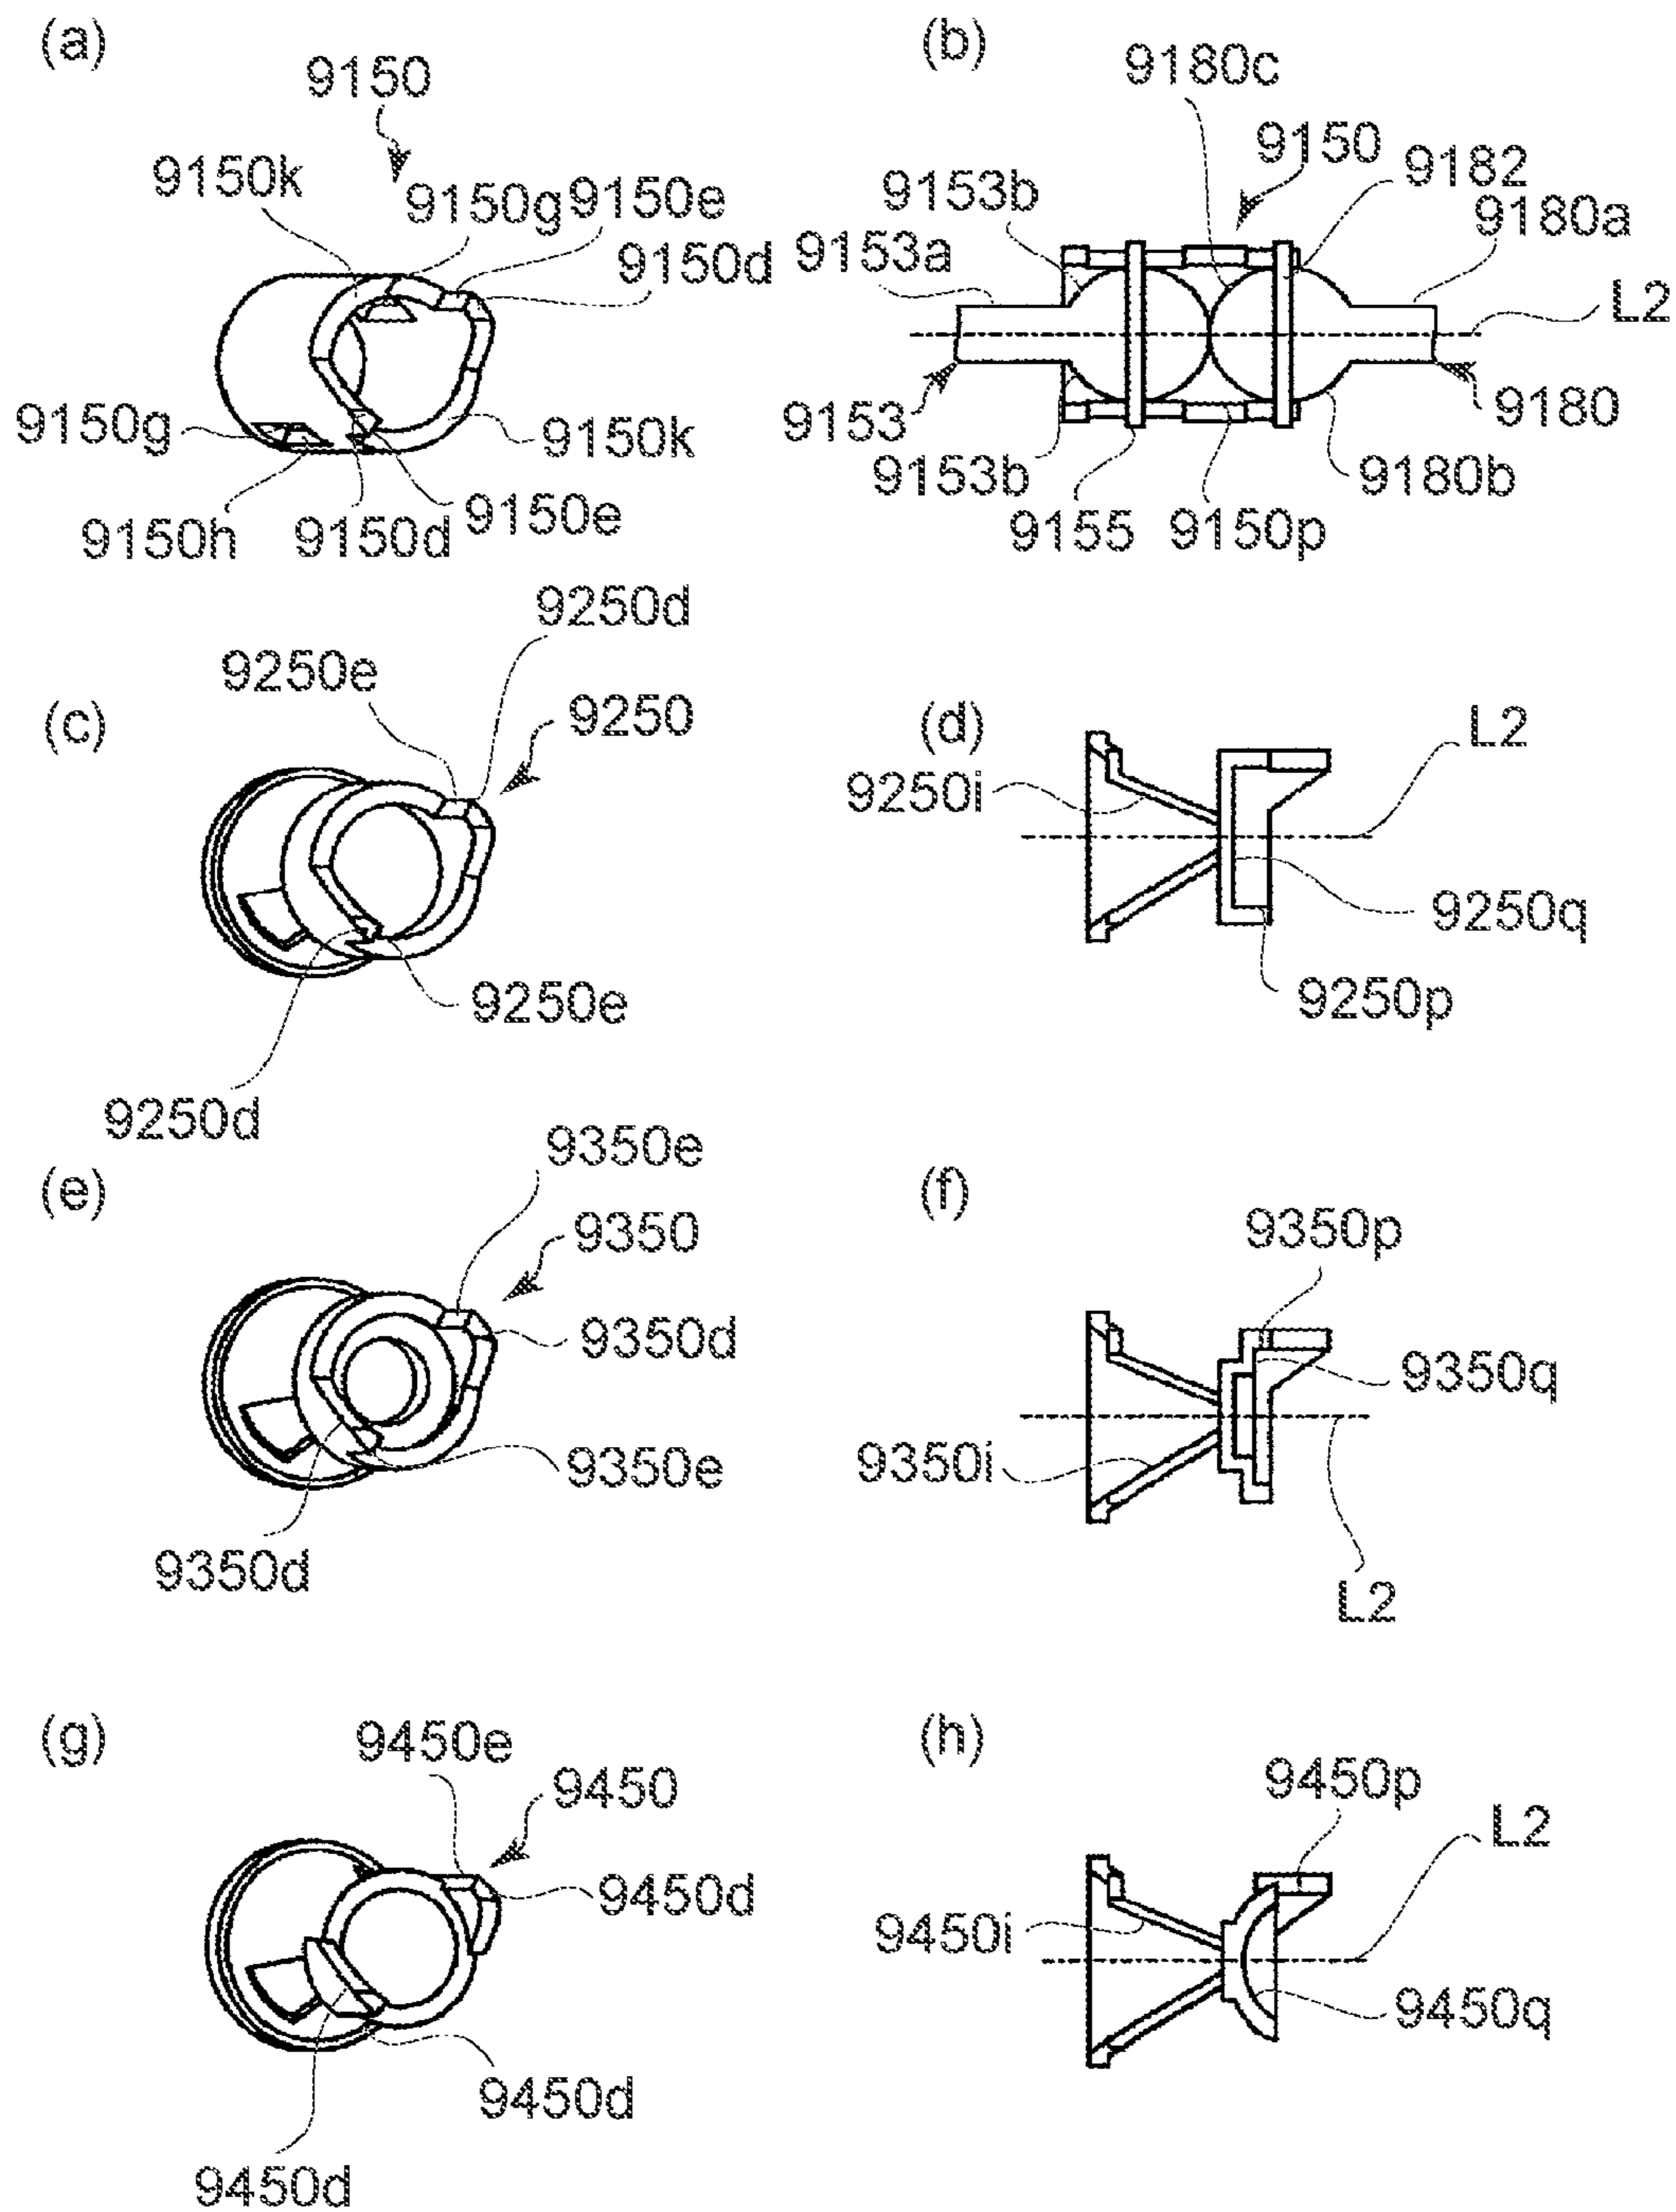 (a)
9150
9150k
9150g
9150e
9150d
9150g
9150k
9150h
9150d
9150e
(b)
9180c
9150
9182
9153b
9180a
9153a
L2
9153
9180
9153b
9180b
9155
9150p
(c)
9250d
9250e
9250
9250e
9250d
(d)
L2
9250i
9250q
9250p
(e)
9350e
9350
9350d
9350e
9350d
(f)
9350p
9350q
9350i
L2
(g)
9450e
9450
9450d
9450d
9450d
(h)
9450p
L2
9450i
9450q